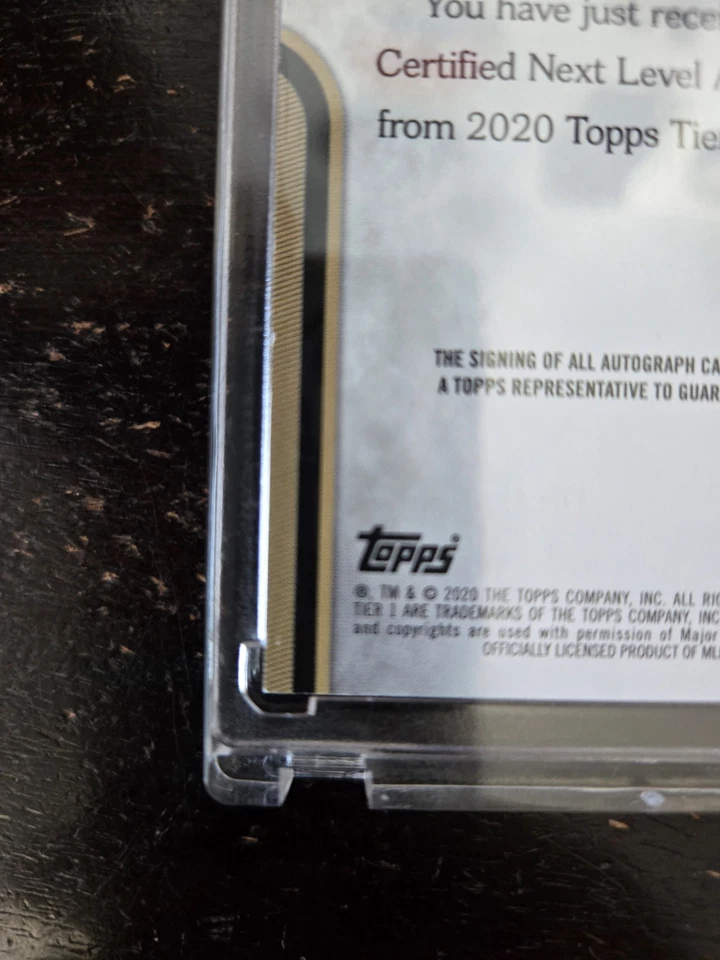 You have just rece
Certified Next Level
from 2020 Topps Tie
THE SIGNING OF ALL AUTOGRAPH CA
A TOPPS REPRESENTATIVE TO GUAR
topps®
®, TM & © 2020 THE TOPPS COMPANY, INC. ALL RIG
TIER 1 ARE TRADEMARKS OF THE TOPPS COMPANY, INC
and copyrights are used with permission of Major
OFFICIALLY LICENSED PRODUCT OF ML